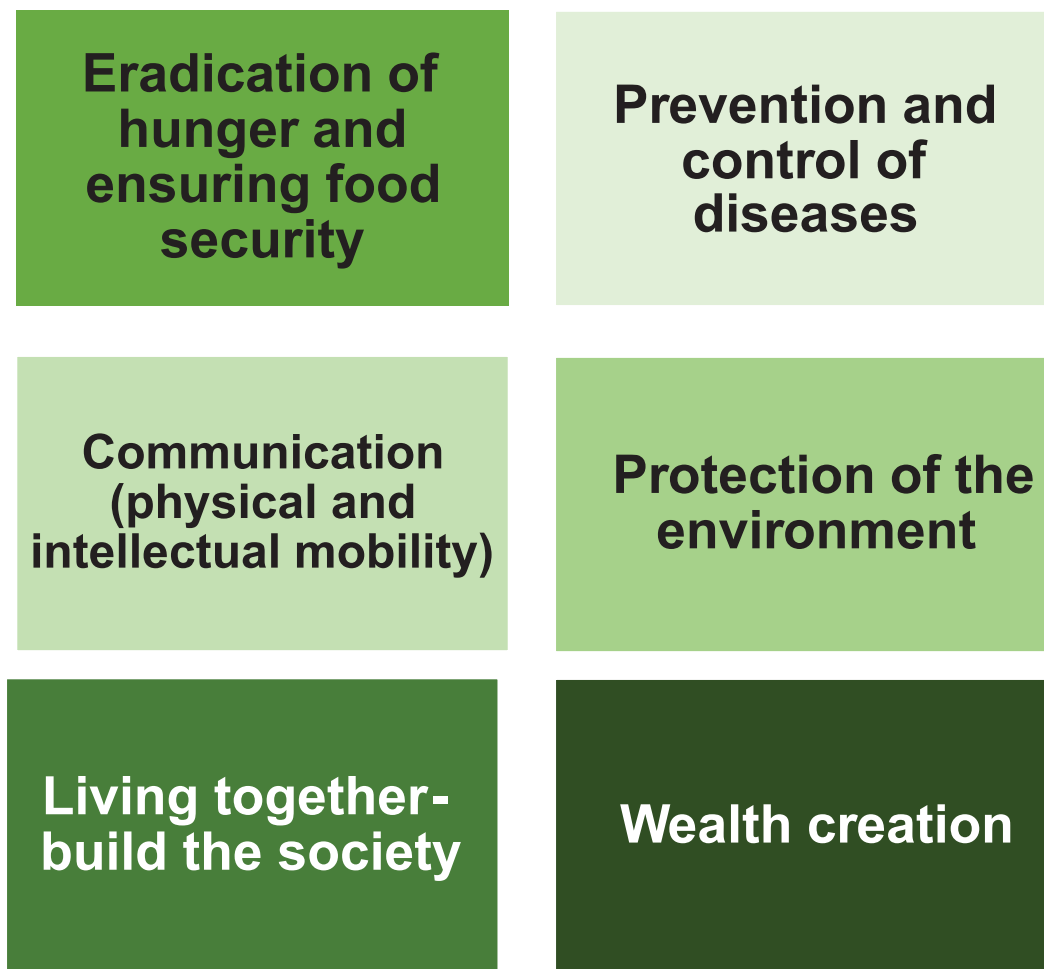 Eradication of
hunger and
ensuring food
security
Prevention and
control of
diseases
Communication
(physical and
intellectual mobility)
Protection of the
environment
Living together-
build the society
Wealth creation